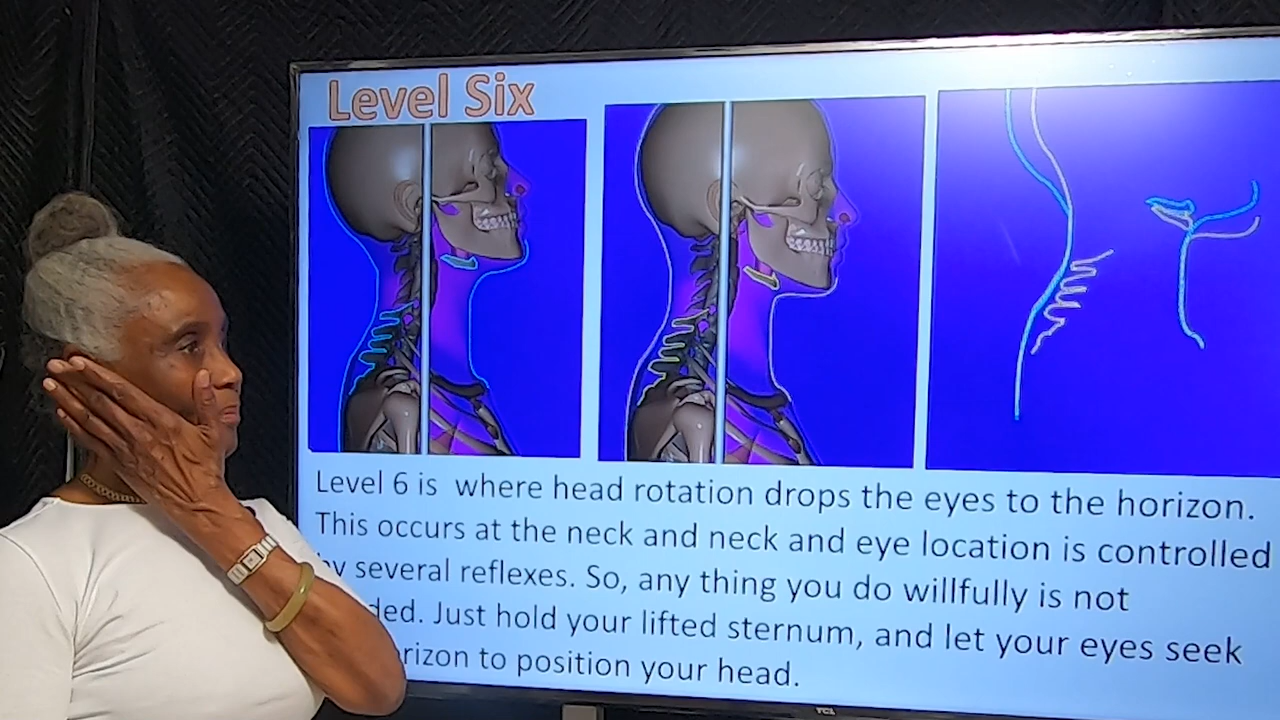 Level Six
Level 6 is where head rotation drops the eyes to the horizon.
This occurs at the neck and neck and eye location is controlled
several reflexes. So, any thing you do willfully is not
Just hold your lifted sternum, and let your eyes seek
to position your head.
TCL